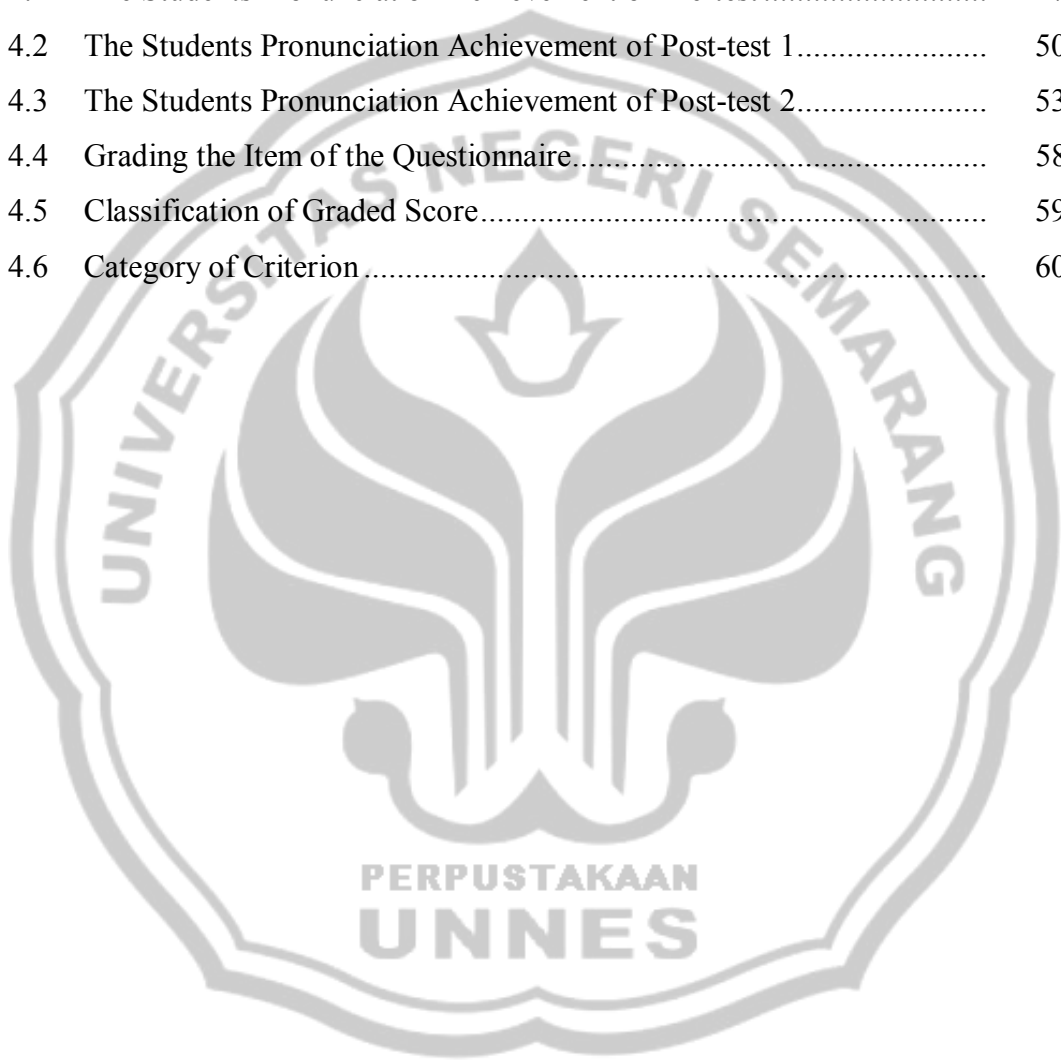 4.2 The Students Pronunciation Achievement of Post-test 1..................... 50
4.3 The Students Pronunciation Achievement of Post-test 2..................... 53
4.4 Grading the Item of the Questionnaire.............................................. 58
4.5 Classification of Graded Score......................................................... 59
4.6 Category of Criterion...................................................................... 60
UNIVERSITAS NEGERI SEMARANG
PERPUSTAKAAN
UNNES